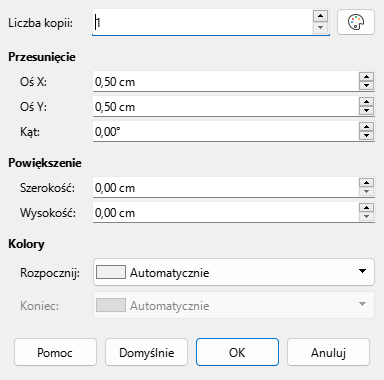 Liczba kopii: 1
Przesunięcie
Oś X: 0,50 cm
Oś Y: 0,50 cm
Kąt: 0,00°
Powiększenie
Szerokość: 0,00 cm
Wysokość: 0,00 cm
Kolory
Rozpocznij: Automatycznie
Koniec: Automatycznie
Pomoc Domyślnie OK Anuluj